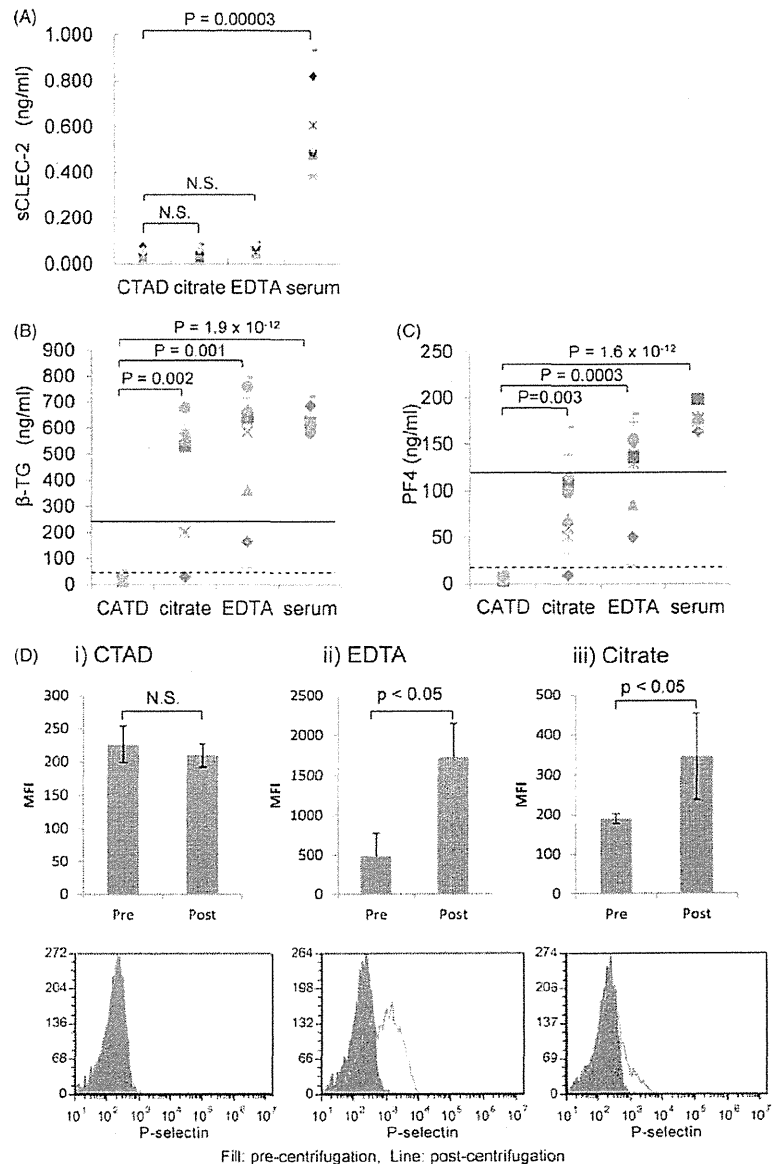 (A)
P = 0.00003
1.000
0.800
0.600
0.400
0.200
0.000
sCLEC-2 (ng/ml)
N.S.
N.S.
CTAD citrate EDTA serum
(B)
P = 1.9 x 10-12
P = 0.001
P = 0.002
900
800
700
600
500
400
300
200
100
0
β-TG (ng/ml)
CATD citrate EDTA serum
(C)
P = 1.6 x 10-12
P = 0.0003
P=0.003
250
200
150
100
50
0
PF4 (ng/ml)
CATD citrate EDTA serum
(D) i) CTAD
N.S.
300
250
200
150
100
50
0
MFI
Pre Post
ii) EDTA
p < 0.05
2500
2000
1500
1000
500
0
MFI
Pre Post
iii) Citrate
p < 0.05
500
400
300
200
100
0
MFI
Pre Post
272
204
136
68
0
10¹ 10² 10³ 10⁴ 10⁵ 10⁶ 10⁷
P-selectin
264
198
132
66
0
10¹ 10² 10³ 10⁴ 10⁵ 10⁶ 10⁷
P-selectin
274
206
137
68
0
10¹ 10² 10³ 10⁴ 10⁵ 10⁶ 10⁷
P-selectin
Fill: pre-centrifugation, Line: post-centrifugation